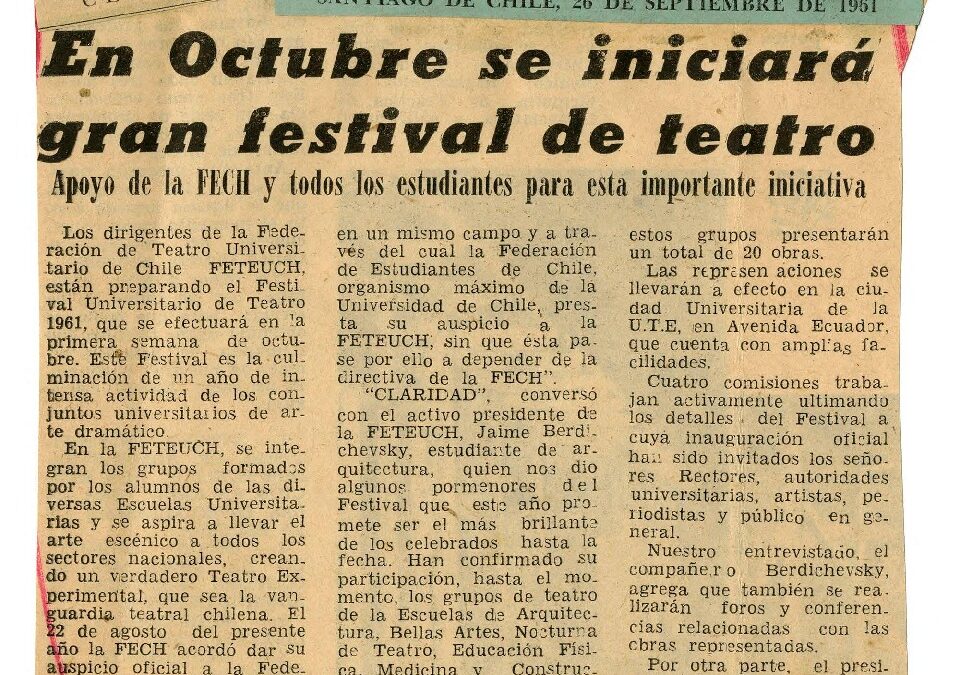 SANTIAGO DE CHILE, 26 DE SEPTIEMBRE DE 1961
En Octubre se iniciará
gran festival de teatro
Apoyo de la FECH y todos los estudiantes para esta importante iniciativa
Los dirigentes de la Fede-
ración de Teatro Universi-
tario de Chile FETEUCH,
están preparando el Festi
val Universitario de Teatro
1961, que se efectuará en la
primera semana de octu-
bre. Este Festival es la cul-
minación de un año de in-
tensa actividad de los con-
juntos universitarios de ar-
te dramático
En la FETEUCH, se inte-
gran los grupos formados
por los alumnos de las di-
versas Escuelas Universita-
rias y se aspira a llevar el
arte escénico a todos los
sectores nacionales, crean-
do un verdadero Teatro Ex-
perimental, que sea la van-
guardia teatral chilena. El
22 de agosto del presente
año la FECH acordó dar su
auspicio oficial a la Fede-
en un mismo campo y a tra-
vés del cual la Federación
de Estudiantes de Chile,
organismo máximo de la
Universidad de Chile, pres-
ta su auspicio a la
FETEUCH, sin que ésta pa-
se por ello a depender de la
directiva de la FECH".
"CLARIDAD", conversó
con el activo presidente de
la FETEUCH, Jaime Berdi-
chevsky, estudiante de ar-
quitectura, quien nos dio
algunos pormenores del
Festival que este año pro-
mete ser el más brillante
de los celebrados hasta la
fecha. Han confirmado su
participación, hasta el mo-
mento, los grupos de teatro
de la Escuelas de Arquitec-
tura, Bellas Artes, Nocturna
de Teatro, Educación Físi-
ca, Medicina y Construc-
estos grupos presentarán
un total de 20 obras.
Las represen aciones se
llevarán a efecto en la ciu-
dad Universitaria de la
U.T.E, en Avenida Ecuador,
que cuenta con amplias fa-
cilidades.
Cuatro comisiones traba-
jan activamente ultimando
los detalles del Festival a
cuya inauguración oficial
han sido invitados los seño-
res Rectores, autoridades
universitarias, artistas, pe-
riodistas y público en ge-
neral.
Nuestro entrevistado, el
compañero Berdichevsky,
agrega que también se rea-
lizarán foros y conferen-
cias relacionadas con las
obras representadas.
Por otra parte, el presi-